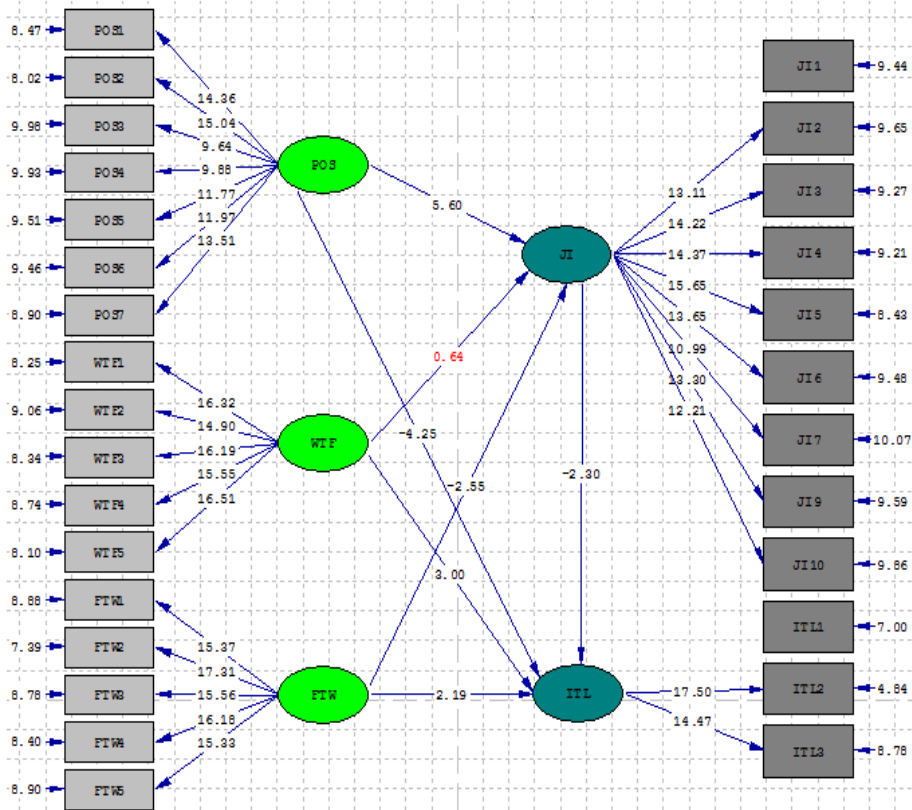 8.47 POS1
8.02 POS2
9.98 POS3
9.93 POS4
9.51 POS5
9.46 POS6
8.90 POS7
8.25 WTF1
9.06 WTF2
8.34 WTF3
8.74 WTF4
8.10 WTF5
8.88 FTW1
7.39 FTW2
8.78 FTW3
8.40 FTW4
8.90 FTW5
14.36
15.04
9.64
9.88
11.77
11.97
13.51
16.32
14.90
16.19
15.55
16.51
15.37
17.31
15.56
16.18
15.33
POS
WTF
FTW
5.60
0.64
-4.25
-2.55
3.00
2.19
-2.30
JI
ITL
13.11
14.22
14.37
15.65
13.65
10.99
13.30
12.21
17.50
14.47
JI1 9.44
JI2 9.65
JI3 9.27
JI4 9.21
JI5 8.43
JI6 9.48
JI7 10.07
JI9 9.59
JI10 9.86
ITL1 7.00
ITL2 4.84
ITL3 8.78